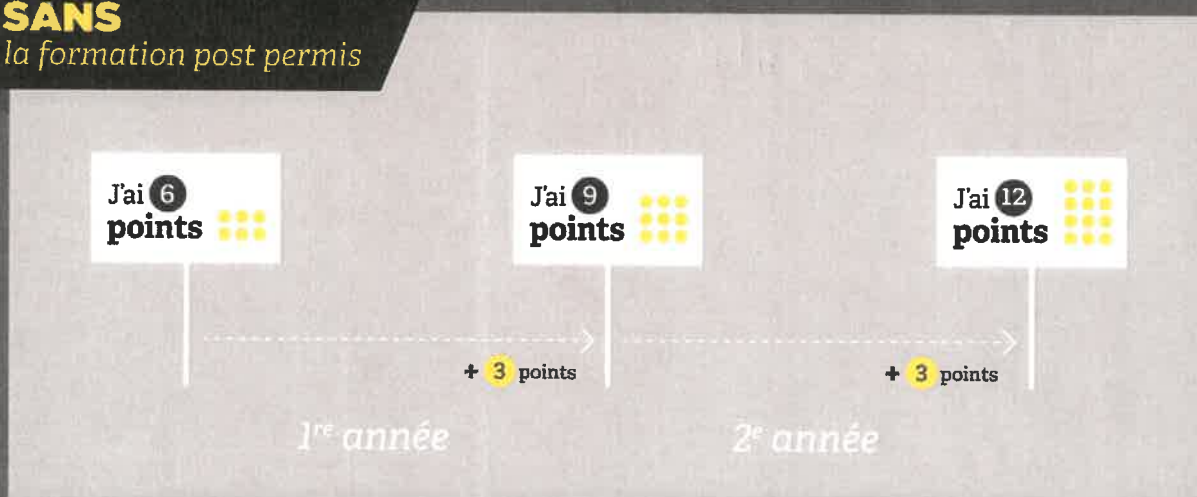 SANS
la formation post permis
J'ai 6
points
J'ai 9
points
J'ai 12
points
+ 3 points
+ 3 points
1re année
2e année